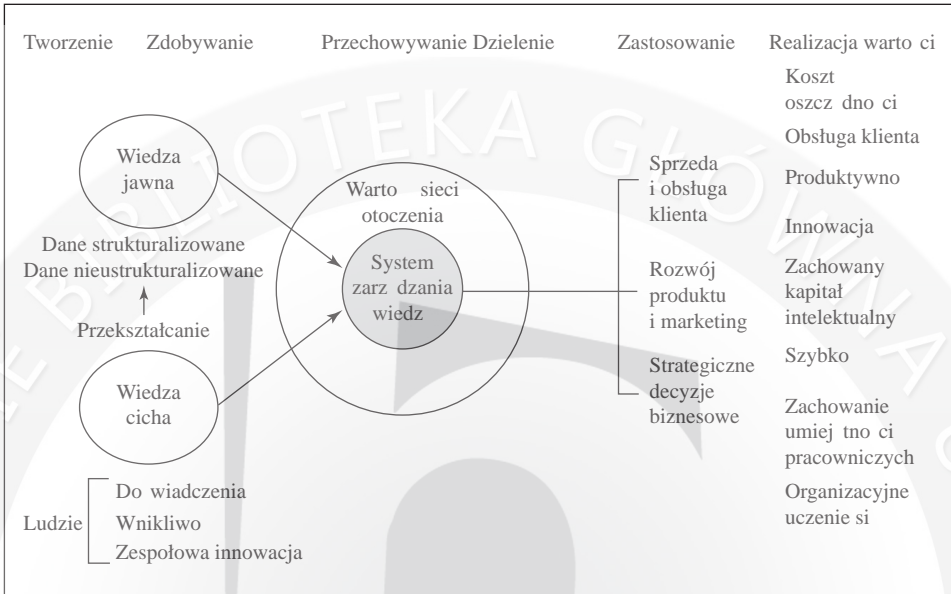 Tworzenie Zdobywanie Przechowywanie Dzielenie Zastosowanie Realizacja warto ci
Wiedza
jawna
Dane strukturalizowane
Dane nieustrukturalizowane
Przekształcanie
Wiedza
cicha
Ludzie
Do wiadczenia
Wnikliwo
Zespołowa innowacja
Warto sieci
otoczenia
System
zarz dzania
wiedz
Sprzeda
i obsługa
klienta
Rozwój
produktu
i marketing
Strategiczne
decyzje
biznesowe
Koszt
oszcz dno ci
Obsługa klienta
Produktywno
Innowacja
Zachowany
kapitał
intelektualny
Szybko
Zachowanie
umiej tno ci
pracowniczych
Organizacyjne
uczenie si
BIBLIOTEKA GŁÓWNA